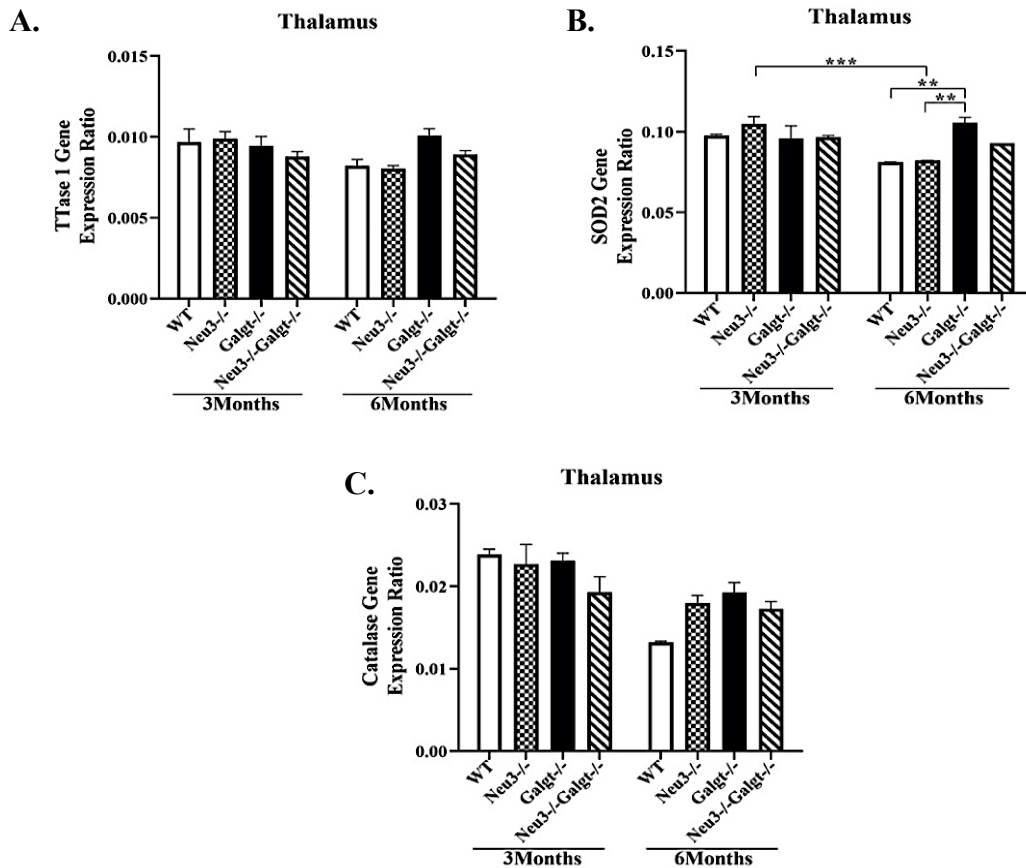 A.
Thalamus
TTase 1 Gene
Expression Ratio
0.015
0.010
0.005
0.000
WT
Neu3-/-
Galgt-/-
Neu3-/-Galgt-/-
WT
Neu3-/-
Galgt-/-
Neu3-/-Galgt-/-
3Months
6Months
B.
Thalamus
SOD2 Gene
Expression Ratio
0.15
0.10
0.05
0.00
***
**
**
WT
Neu3-/-
Galgt-/-
Neu3-/-Galgt-/-
WT
Neu3-/-
Galgt-/-
Neu3-/-Galgt-/-
3Months
6Months
C.
Thalamus
Catalase Gene
Expression Ratio
0.03
0.02
0.01
0.00
WT
Neu3-/-
Galgt-/-
Neu3-/-Galgt-/-
WT
Neu3-/-
Galgt-/-
Neu3-/-Galgt-/-
3Months
6Months